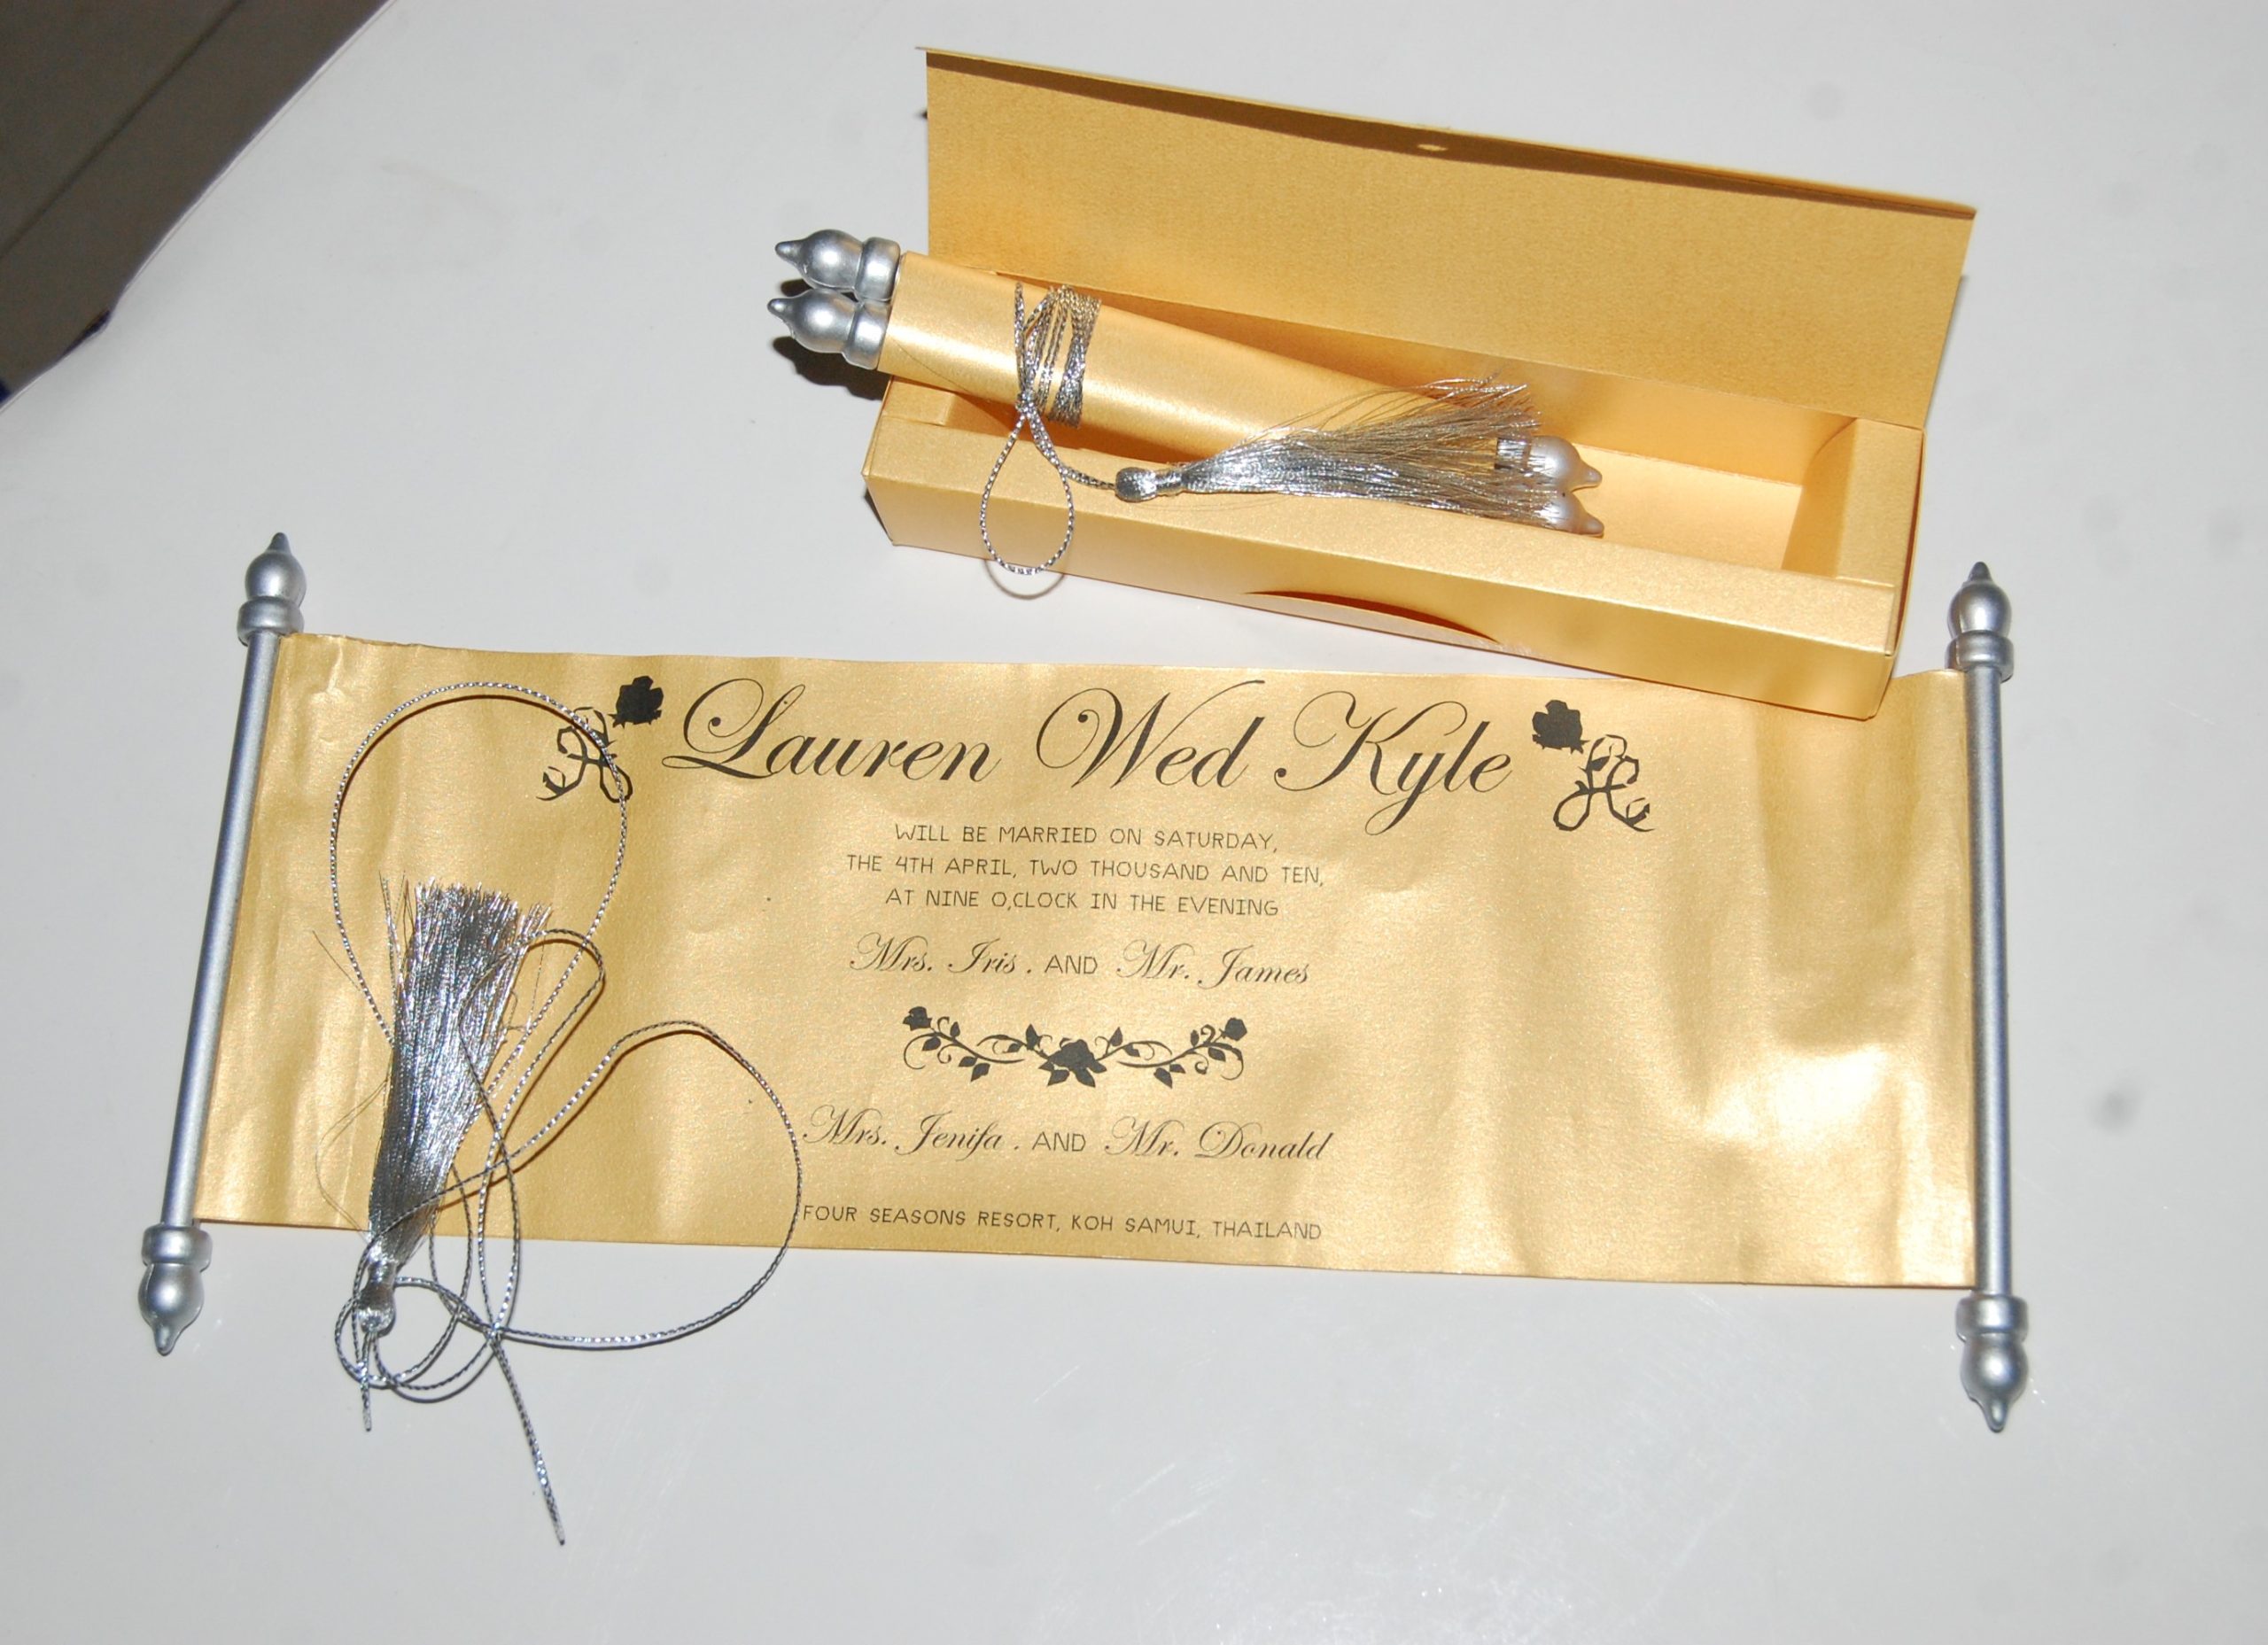 Lauren Wed Kyle
WILL BE MARRIED ON SATURDAY,
THE 4TH APRIL, TWO THOUSAND AND TEN,
AT NINE O,CLOCK IN THE EVENING
Mrs. Iris . AND Mr. James
Mrs. Jenifa . AND Mr. Donald
FOUR SEASONS RESORT, KOH SAMUI, THAILAND